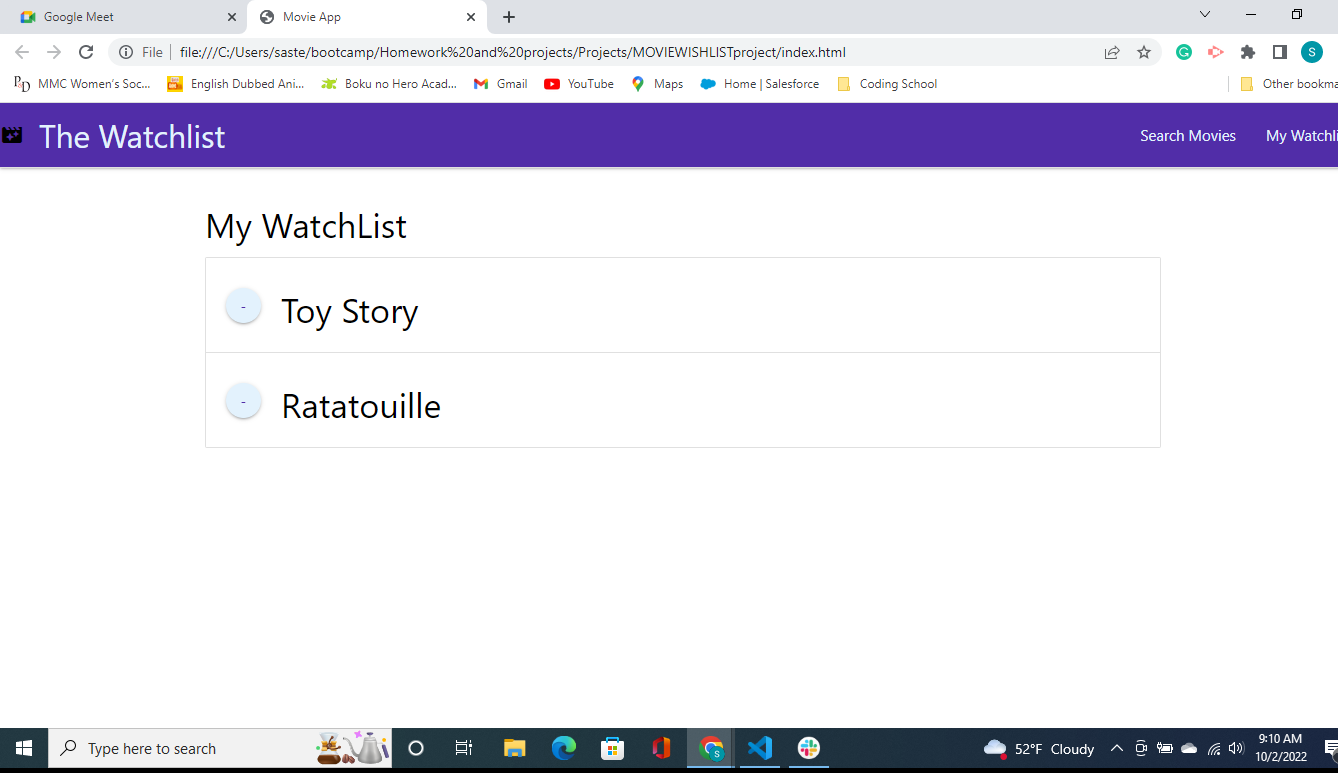 Google Meet
Movie App
File
file:///C:/Users/saste/bootcamp/Homework%20and%20projects/Projects/MOVIEWISHLISTproject/index.html
S
MMC Women's Soc...
English Dubbed Ani...
Boku no Hero Acad...
Gmail
YouTube
Maps
Home | Salesforce
Coding School
Other bookma
The Watchlist
Search Movies
My Watchli
My WatchList
- Toy Story
- Ratatouille
Type here to search
52°F Cloudy
9:10 AM
10/2/2022